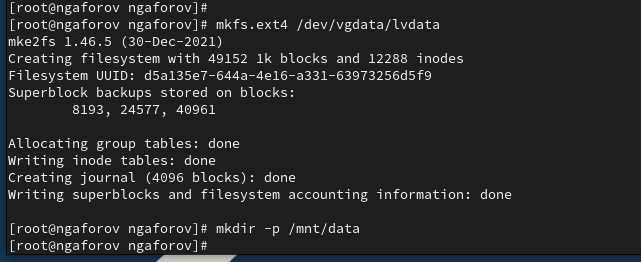 [root@ngaforov ngaforov]#
[root@ngaforov ngaforov]# mkfs.ext4 /dev/vgdata/lvdata
mke2fs 1.46.5 (30-Dec-2021)
Creating filesystem with 49152 1k blocks and 12288 inodes
Filesystem UUID: d5a135e7-644a-4e16-a331-63973256d5f9
Superblock backups stored on blocks:
        8193, 24577, 40961

Allocating group tables: done
Writing inode tables: done
Creating journal (4096 blocks): done
Writing superblocks and filesystem accounting information: done

[root@ngaforov ngaforov]# mkdir -p /mnt/data
[root@ngaforov ngaforov]#